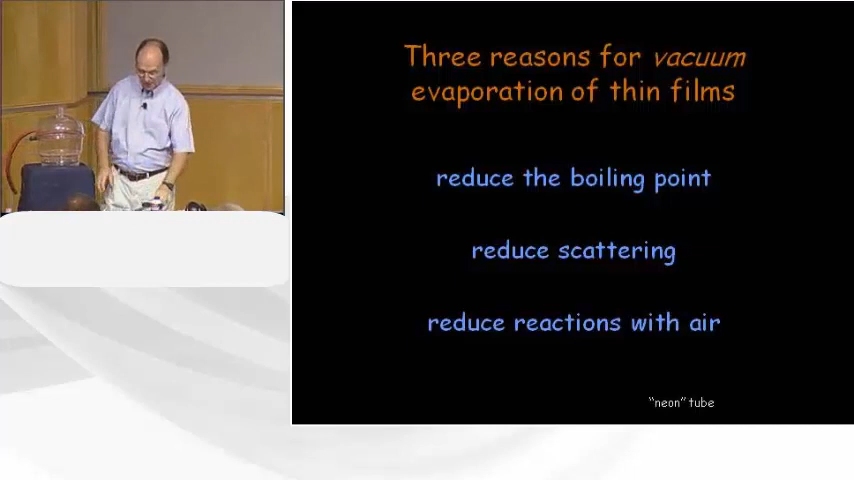 Three reasons for vacuum
evaporation of thin films
reduce the boiling point
reduce scattering
reduce reactions with air
“neon” tube